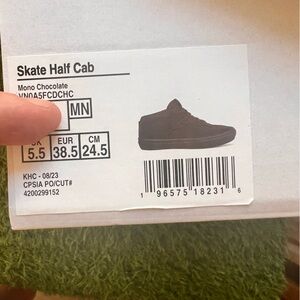 Skate Half Cab
Mono Chocolate
VN0A5FCDCHC
MN
UK EUR CM
5.5 38.5 24.5
KHC - 08/23
CPSIA PO/CUT#
4200299152
1 96575 18231 6